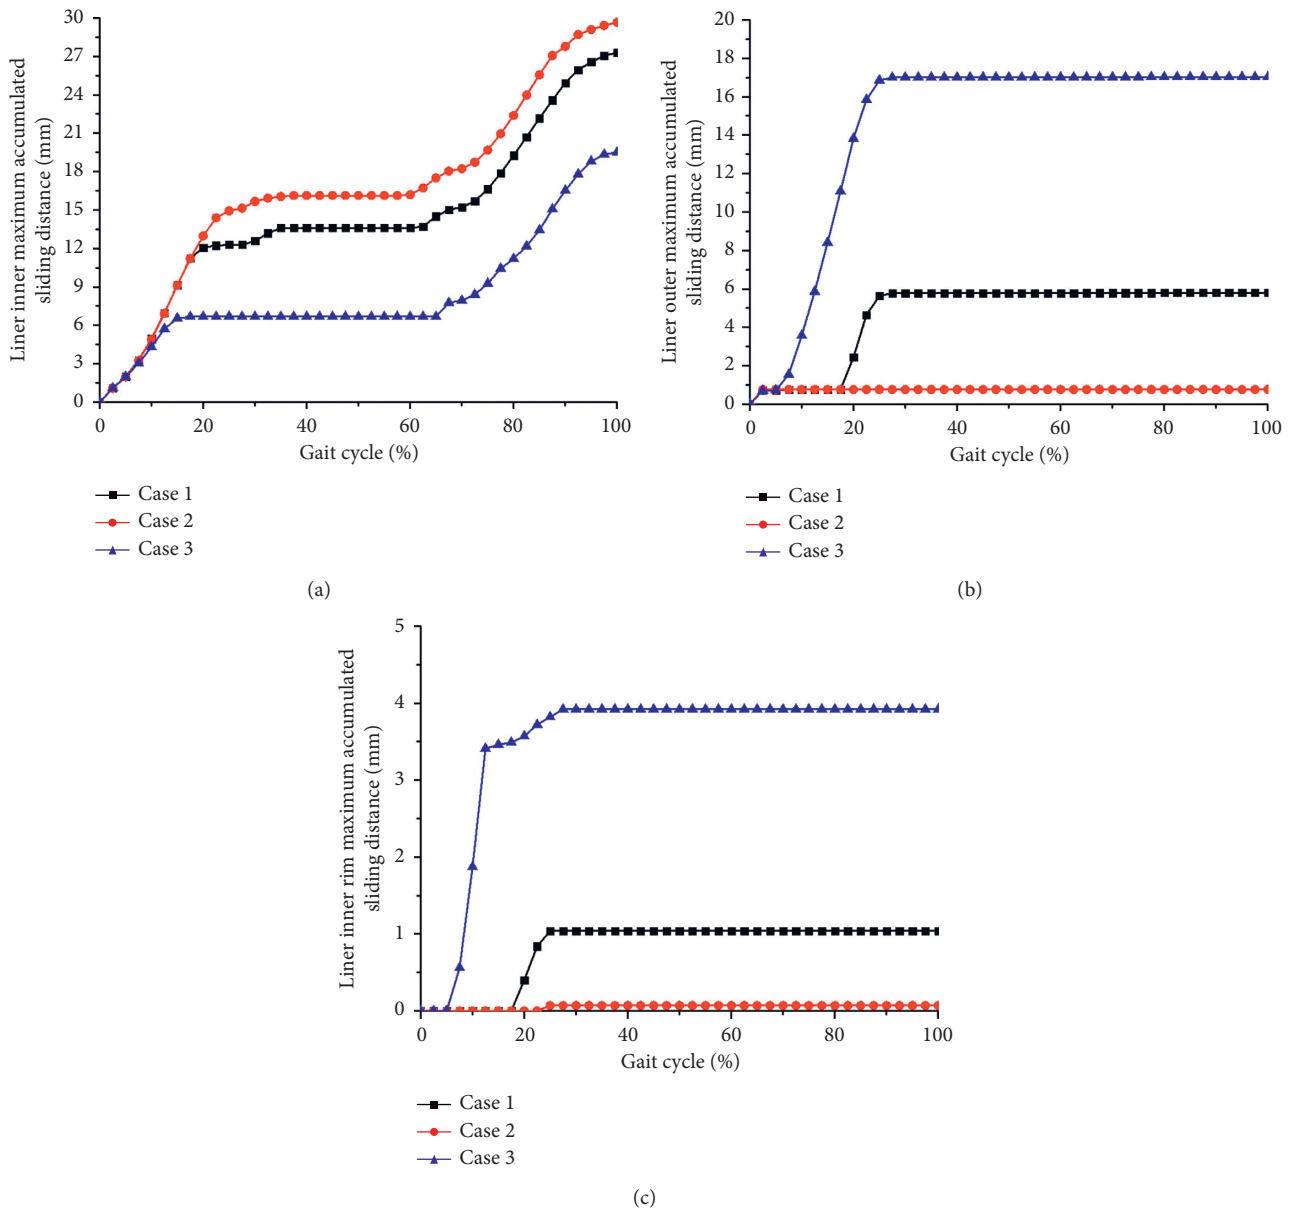 Liner inner maximum accumulated
sliding distance (mm)
30
27
24
21
18
15
12
9
6
3
0
0 20 40 60 80 100
Gait cycle (%)
Case 1
Case 2
Case 3
(a)
Liner outer maximum accumulated
sliding distance (mm)
20
18
16
14
12
10
8
6
4
2
0
0 20 40 60 80 100
Gait cycle (%)
Case 1
Case 2
Case 3
(b)
Liner inner rim maximum accumulated
sliding distance (mm)
5
4
3
2
1
0
0 20 40 60 80 100
Gait cycle (%)
Case 1
Case 2
Case 3
(c)